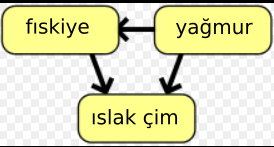 fıskiye
yağmur
ıslak çim